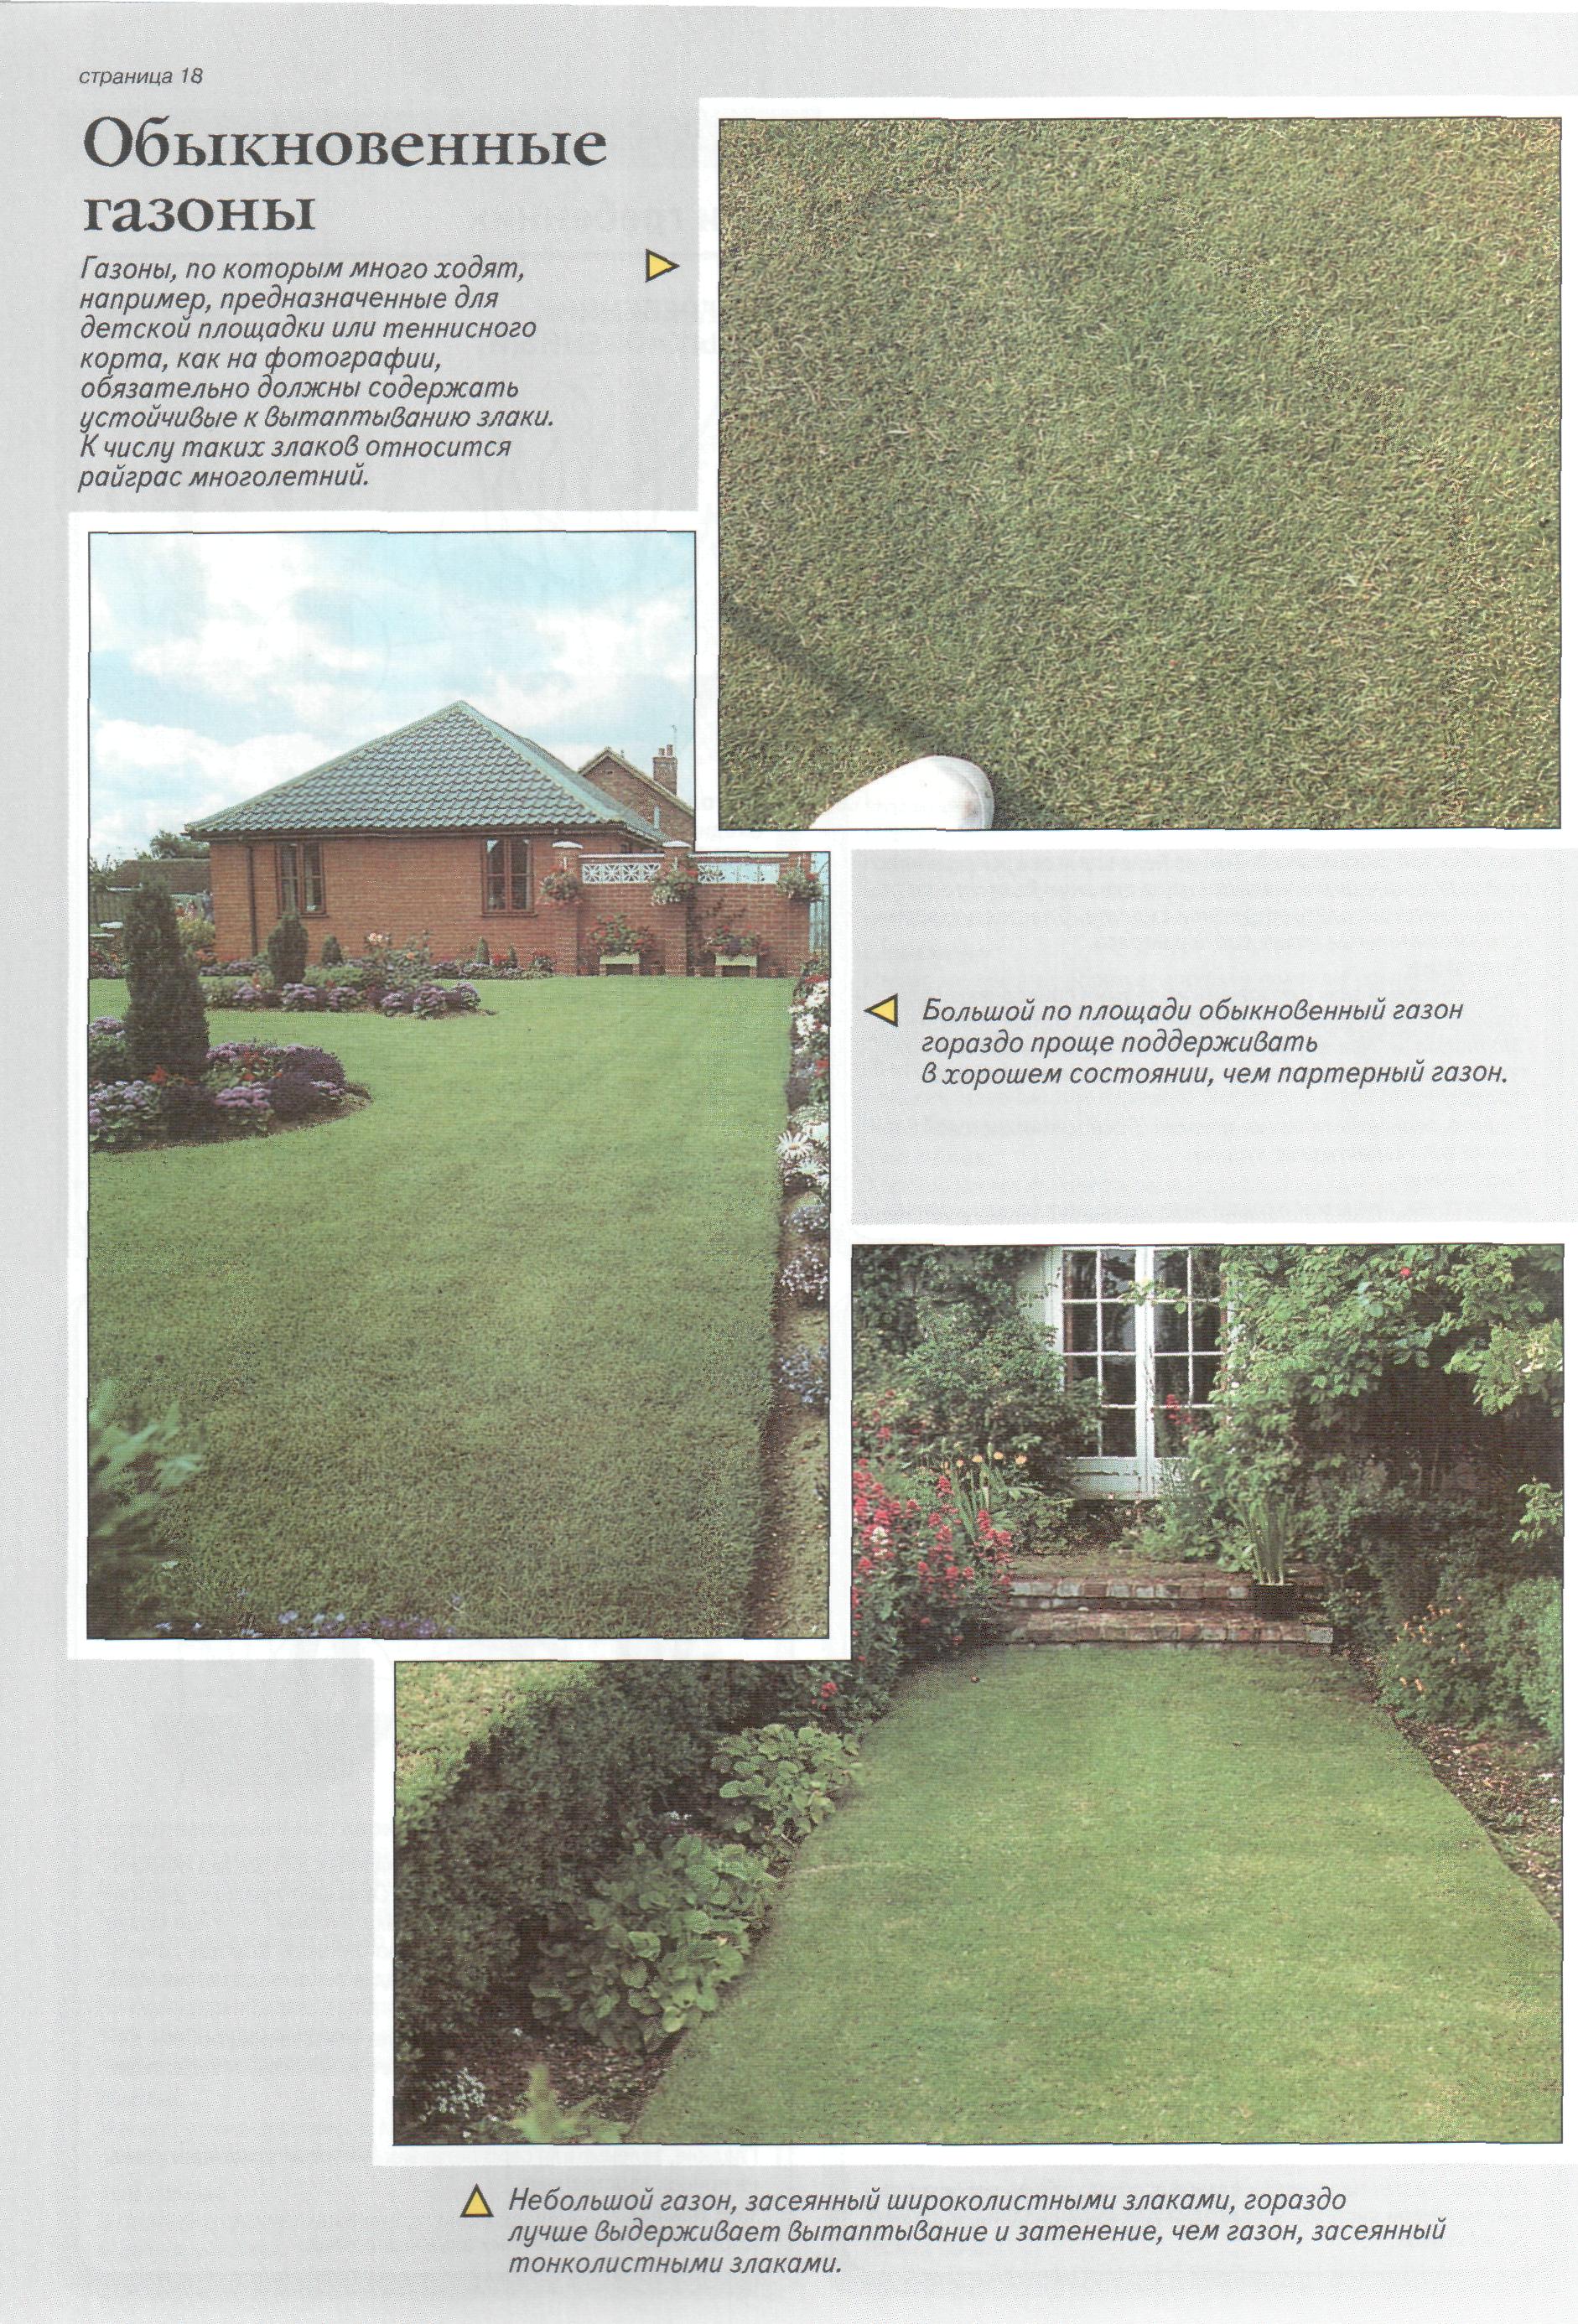 страница 18
Обыкновенные
газоны
Газоны, по которым много ходят,
например, предназначенные для
детской площадки или теннисного
корта, как на фотографии,
обязательно должны содержать
устойчивые к вытаптыванию злаки.
К числу таких злаков относится
райграс многолетний.
Большой по площади обыкновенный газон
гораздо проще поддерживать
в хорошем состоянии, чем партерный газон.
Небольшой газон, засеянный широколистными злаками, гораздо
лучше выдерживает вытаптывание и затенение, чем газон, засеянный
тонколистными злаками.